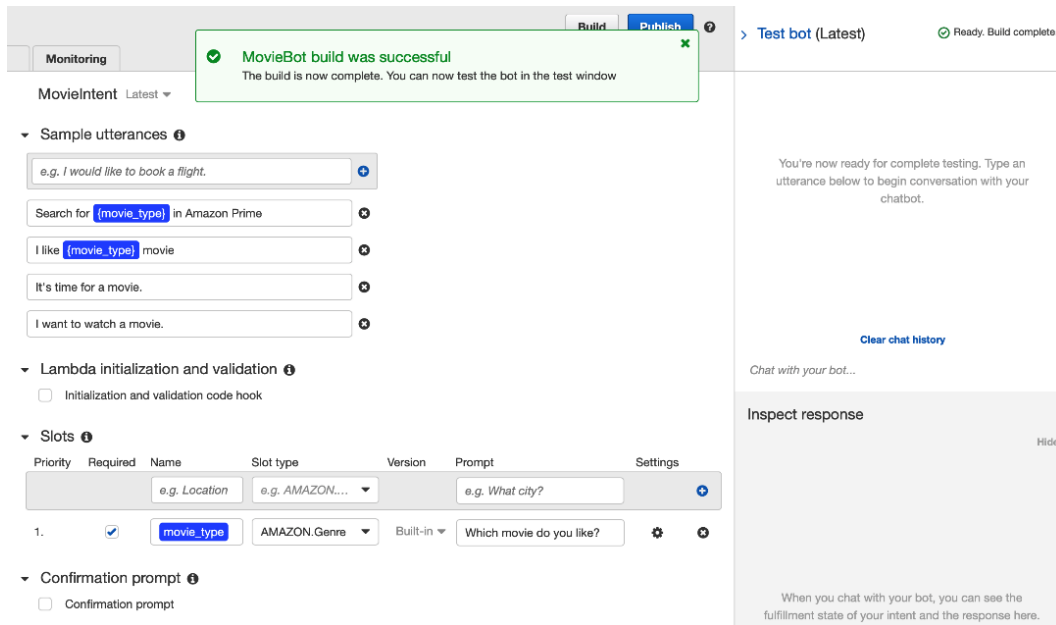 Build
Publish
Monitoring
MovieBot build was successful
The build is now complete. You can now test the bot in the test window
MovieIntent Latest
Sample utterances
e.g. I would like to book a flight.
Search for {movie_type} in Amazon Prime
I like {movie_type} movie
It's time for a movie.
I want to watch a movie.
Lambda initialization and validation
Initialization and validation code hook
Slots
Priority Required Name Slot type Version Prompt Settings
e.g. Location e.g. AMAZON.... e.g. What city?
1. movie_type AMAZON.Genre Built-in Which movie do you like?
Confirmation prompt
Confirmation prompt
Test bot (Latest) Ready. Build complete
You're now ready for complete testing. Type an
utterance below to begin conversation with your
chatbot.
Clear chat history
Chat with your bot...
Inspect response
Hide
When you chat with your bot, you can see the
fulfillment state of your intent and the response here.